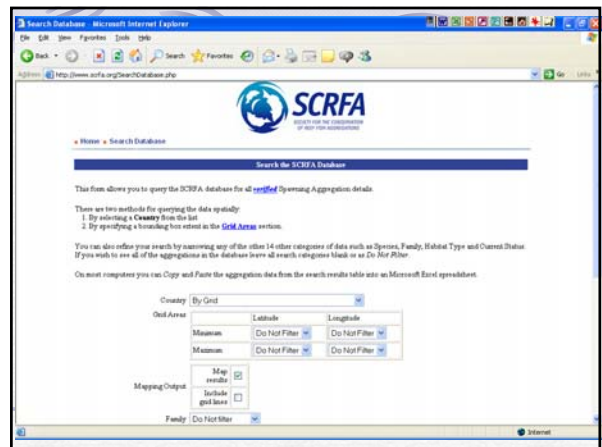 Search Database - Microsoft Internet Explorer
File Edit View Favorites Tools Help
Back Search Favorites
Address http://www.scrfa.org/SearchDatabase.php Go Links
SCRFA
SOCIETY FOR THE CONSERVATION
OF REEF FISH AGGREGATIONS
Home Search Database
Search the SCRFA Database
This form allows you to query the SCRFA database for all verified Spawning Aggregation details.
There are two methods for querying the data spatially:
1. By selecting a Country from the list
2. By specifying a bounding box extent in the Grid Areas section.
You can also refine your search by narrowing any of the other 14 other categories of data such as Species, Family, Habitat Type and Current Status.
If you wish to see all of the aggregations in the database leave all search categories blank or as Do Not Filter.
On most computers you can Copy and Paste the aggregation data from the search results table into an Microsoft Excel spreadsheet.
Country By Grid
Grid Areas Latitude Longitude
Minimum Do Not Filter Do Not Filter
Maximum Do Not Filter Do Not Filter
Mapping Output Map results
Include grid lines
Family Do Not filter
Internet